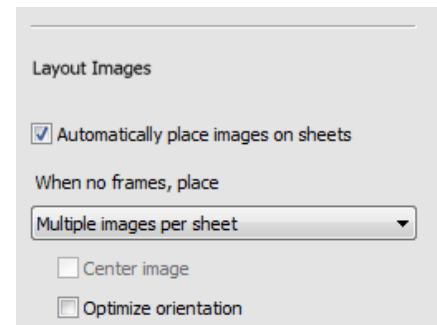 Layout Images
Automatically place images on sheets
When no frames, place
Multiple images per sheet
Center image
Optimize orientation